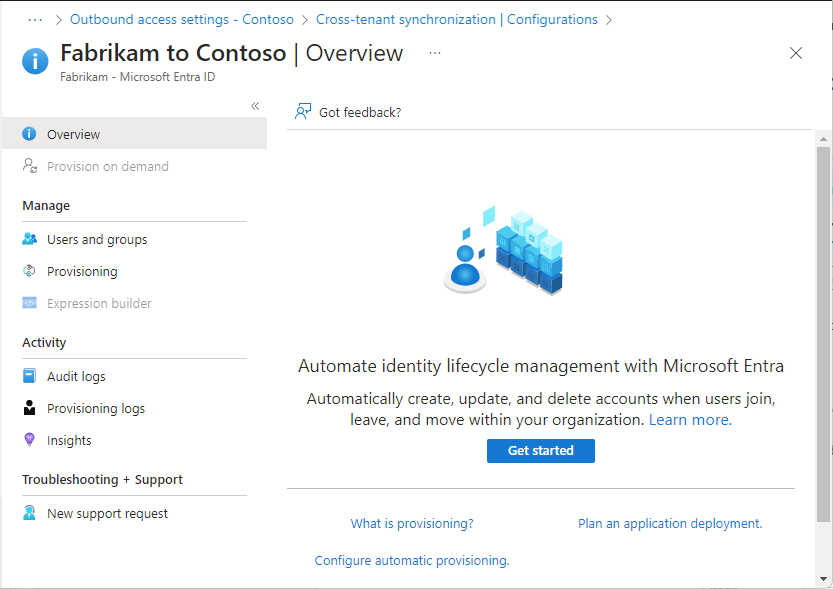 ··· > Outbound access settings - Contoso > Cross-tenant synchronization | Configurations >
Fabrikam to Contoso | Overview ···
Fabrikam - Microsoft Entra ID
«
Got feedback?
Overview
Provision on demand
Manage
Users and groups
Provisioning
Expression builder
Activity
Audit logs
Provisioning logs
Insights
Troubleshooting + Support
New support request
Automate identity lifecycle management with Microsoft Entra
Automatically create, update, and delete accounts when users join,
leave, and move within your organization. Learn more.
Get started
What is provisioning?
Plan an application deployment.
Configure automatic provisioning.